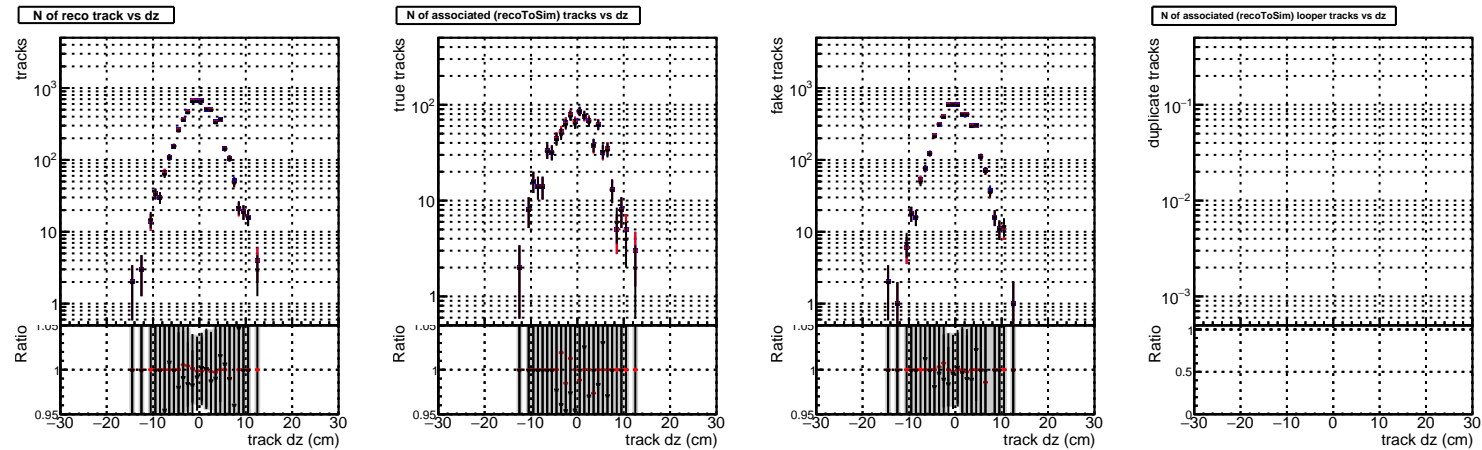 N of reco track vs dz
N of associated (recoToSim) tracks vs dz
N of associated (recoToSim) looper tracks vs dz
tracks
10³
10²
10
1
Ratio
1.05
1
0.95
−30 −20 −10 0 10 20 30
track dz (cm)
true tracks
10²
10
1
Ratio
1.05
1
0.95
−30 −20 −10 0 10 20 30
track dz (cm)
fake tracks
10³
10²
10
1
Ratio
1.05
1
0.95
−30 −20 −10 0 10 20 30
track dz (cm)
duplicate tracks
10⁻¹
10⁻²
10⁻³
Ratio
1
0.5
0
−30 −20 −10 0 10 20 30
track dz (cm)